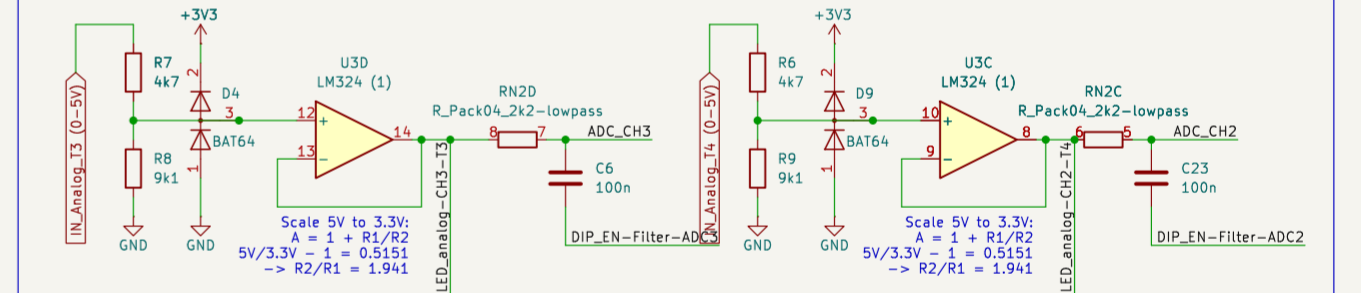 +3V3
R7
4k7
2
D4
3
BAT64
1
R8
9k1
GND
GND
IN_Analog_T3 (0-5V)
U3D
LM324 (1)
12
+
13
-
14
RN2D
R_Pack04_2k2-lowpass
8
7
ADC_CH3
C6
100n
DIP_EN-Filter-ADC3
LED_analog-CH3-T3
Scale 5V to 3.3V:
A = 1 + R1/R2
5V/3.3V - 1 = 0.5151
-> R2/R1 = 1.941
+3V3
R6
4k7
2
D9
3
BAT64
1
R9
9k1
GND
GND
IN_Analog_T4 (0-5V)
U3C
LM324 (1)
10
+
9
-
8
RN2C
R_Pack04_2k2-lowpass
6
5
ADC_CH2
C23
100n
DIP_EN-Filter-ADC2
LED_analog-CH2-T4
Scale 5V to 3.3V:
A = 1 + R1/R2
5V/3.3V - 1 = 0.5151
-> R2/R1 = 1.941